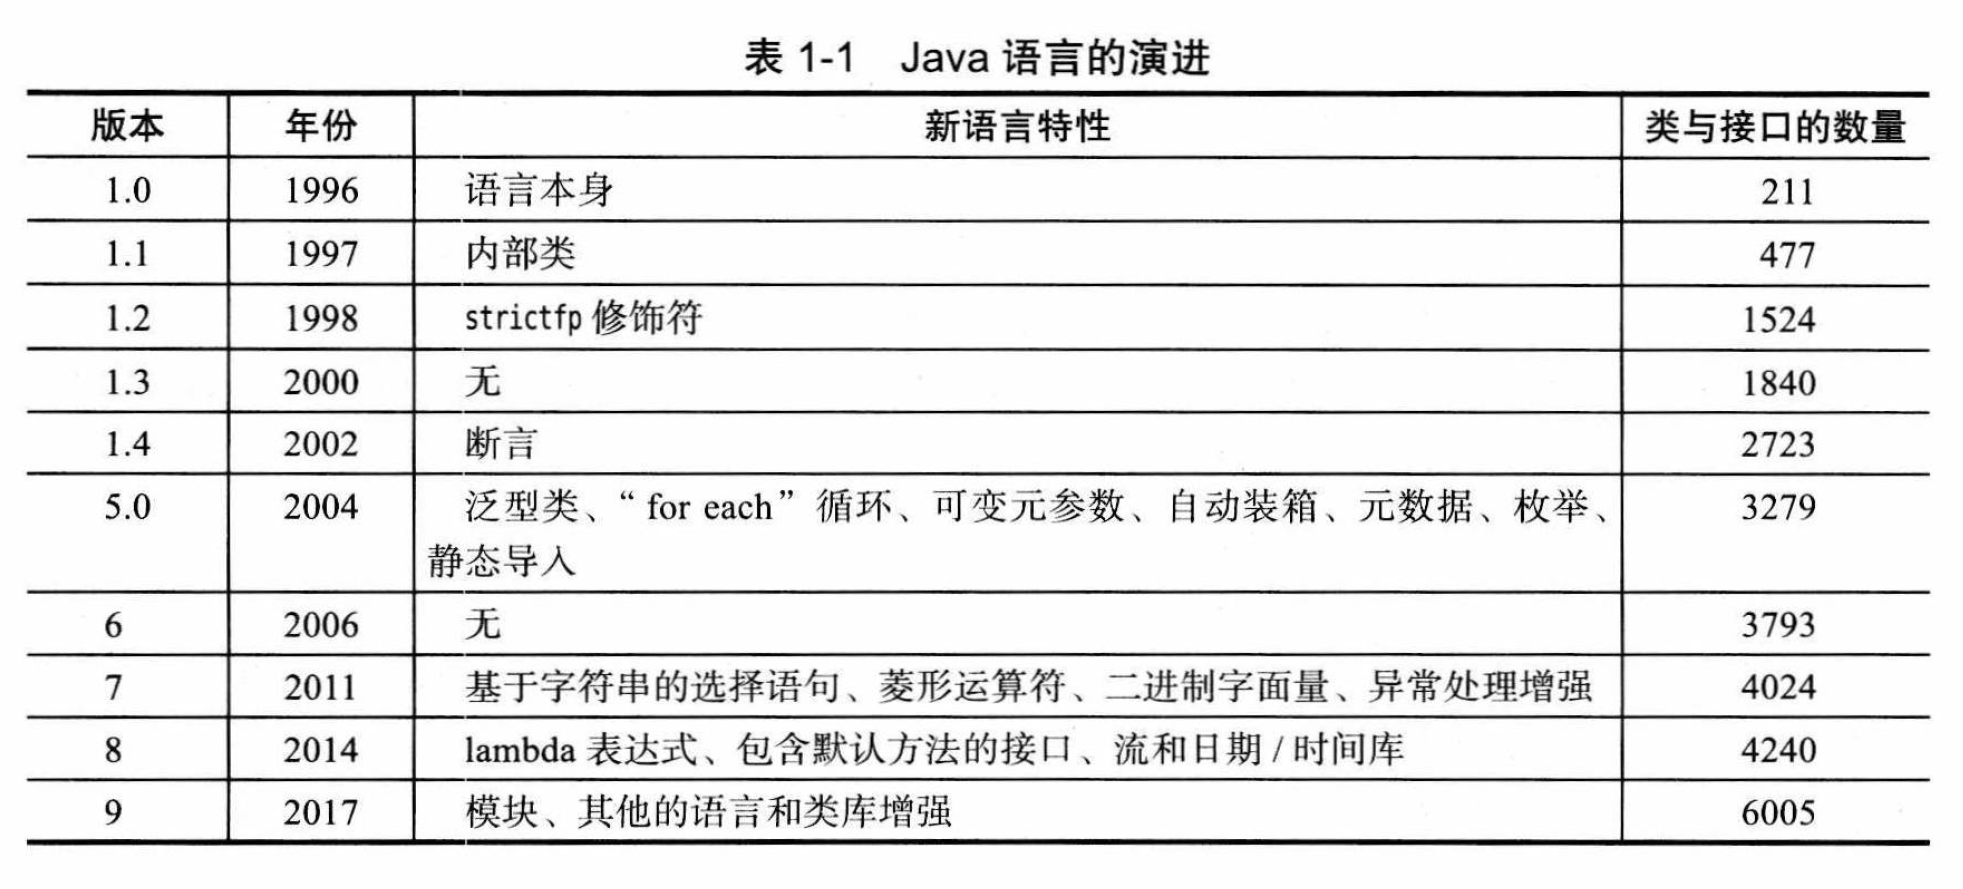 表 1-1 Java 语言的演进
版本 年份 新语言特性 类与接口的数量
1.0 1996 语言本身 211
1.1 1997 内部类 477
1.2 1998 strictfp 修饰符 1524
1.3 2000 无 1840
1.4 2002 断言 2723
5.0 2004 泛型类、“for each”循环、可变元参数、自动装箱、元数据、枚举、 3279
静态导入
6 2006 无 3793
7 2011 基于字符串的选择语句、菱形运算符、二进制字面量、异常处理增强 4024
8 2014 lambda 表达式、包含默认方法的接口、流和日期 / 时间库 4240
9 2017 模块、其他的语言和类库增强 6005